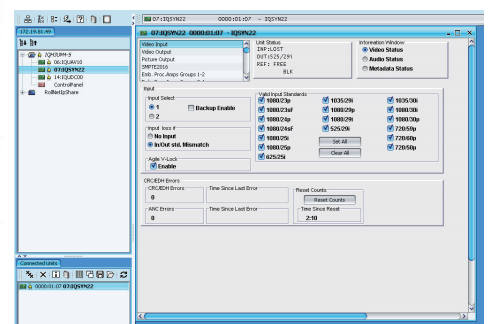 07:IQSYN22 0000:01:07 - IQSYN22
172.19.81.49
IQHJUM-S
06:IQUAV10
07:IQSYN22
14:IQUDC00
ControlPanel
RollNetIpShare
Connected Units
0000:01:07 07:IQSYN22
07:IQSYN22 0000:01:07 - IQSYN22
Video Input
Video Output
Picture Output
SMPTE2016
Emb. Proc.Amps Groups 1-2
Unit Status
INP:LOST
OUT:525/29i
REF: FREE
BLK
Information Window
Video Status
Audio Status
Metadata Status
Input
Input Select
1
2
Backup Enable
Input loss if
No Input
In/Out std. Mismatch
Agile V-Lock
Enable
Valid Input Standards
1080/23p 1035/29i 1035/30i
1080/23sF 1080/29i 1080/30i
1080/24p 1080/29p 1080/30p
1080/24sF 525/29i 720/59p
1080/25i Set All 720/60p
1080/25p Clear All 720/50p
625/25i
CRC/EDH Errors
CRC/EDH Errors Time Since Last Error
0
ANC Errors Time Since Last Error
0
Reset Counts
Reset Counts
Time Since Reset
2:10